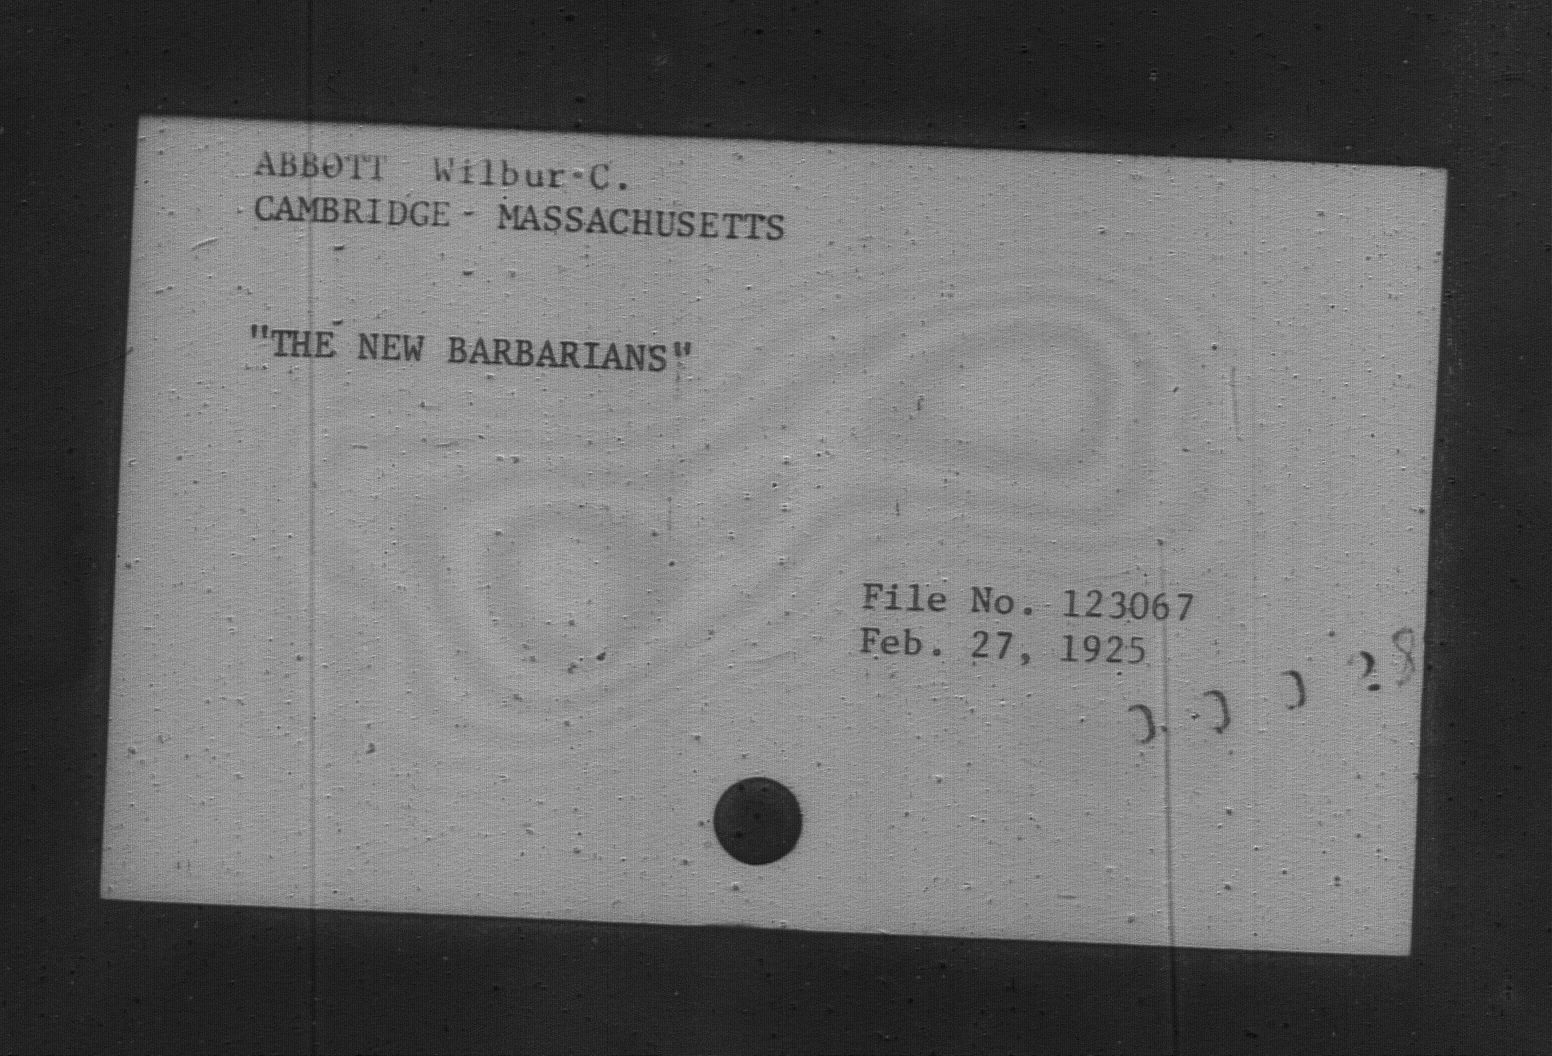 ABBOTT Wilbur C.
CAMBRIDGE - MASSACHUSETTS
"THE NEW BARBARIANS"
File No. 123067
Feb. 27, 1925